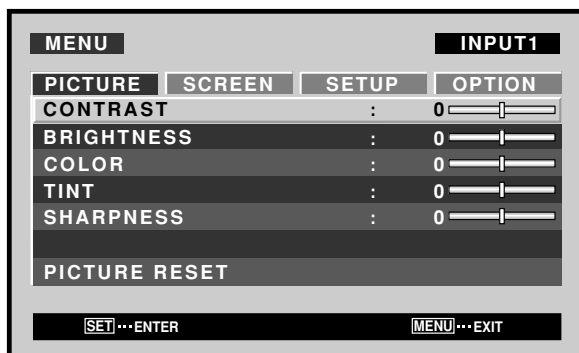 MENU INPUT1
PICTURE SCREEN SETUP OPTION
CONTRAST : 0
BRIGHTNESS : 0
COLOR : 0
TINT : 0
SHARPNESS : 0
PICTURE RESET
SET···ENTER MENU···EXIT